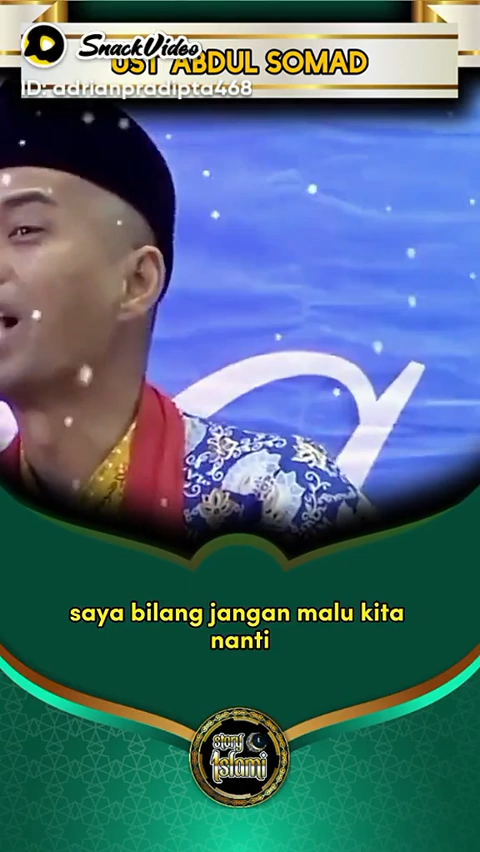 SnackVideo
UST ABDUL SOMAD
ID: adrianpradipta468
saya bilang jangan malu kita
nanti
story
Islami